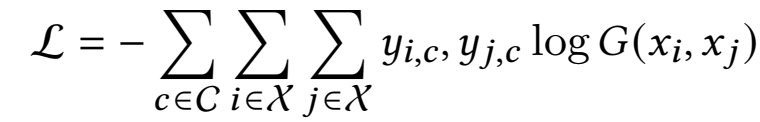 ℒ = − ∑_{c∈𝒞} ∑_{i∈𝒳} ∑_{j∈𝒳} y_{i,c}, y_{j,c} log G(x_i, x_j)